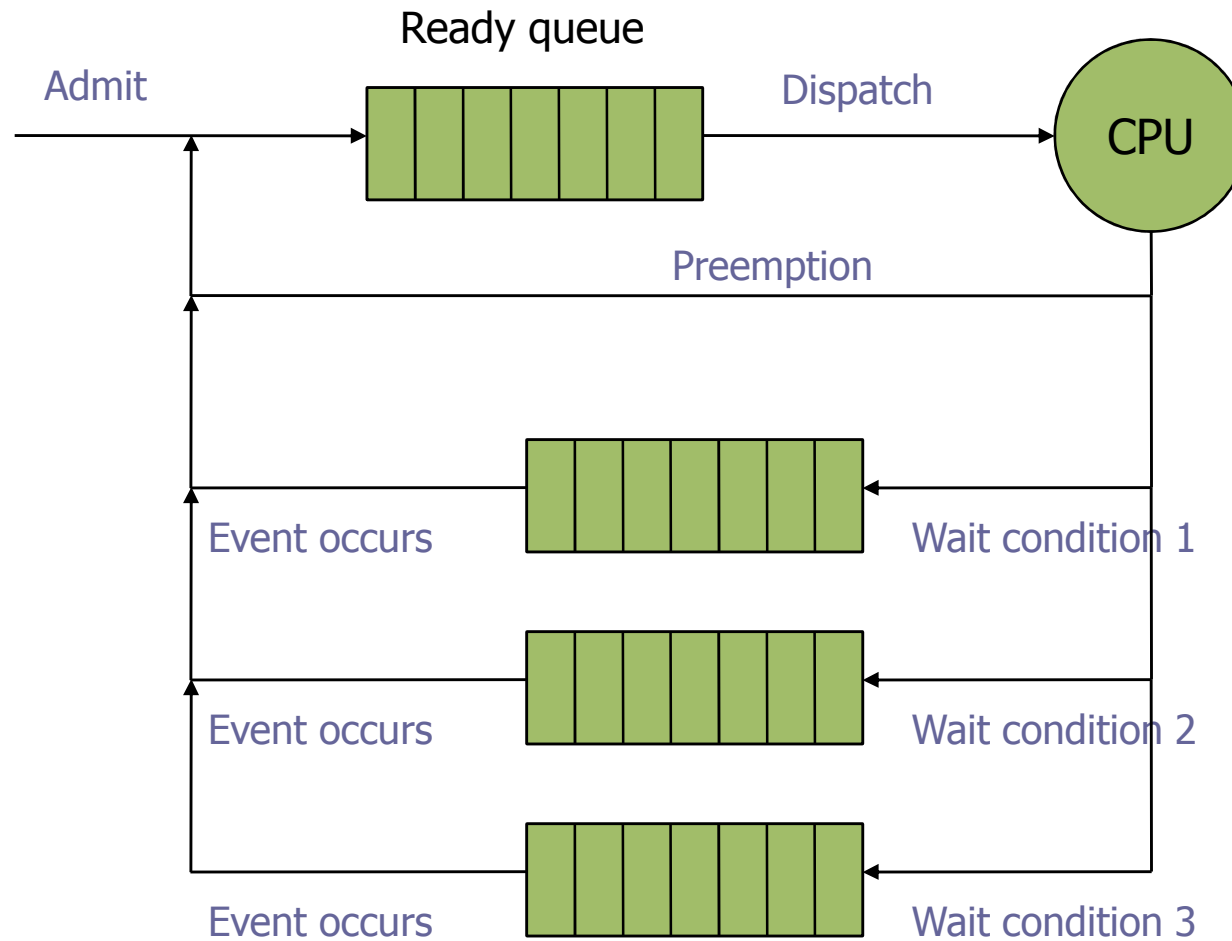 Ready queue
Admit
Dispatch
CPU
Preemption
Event occurs
Wait condition 1
Event occurs
Wait condition 2
Event occurs
Wait condition 3